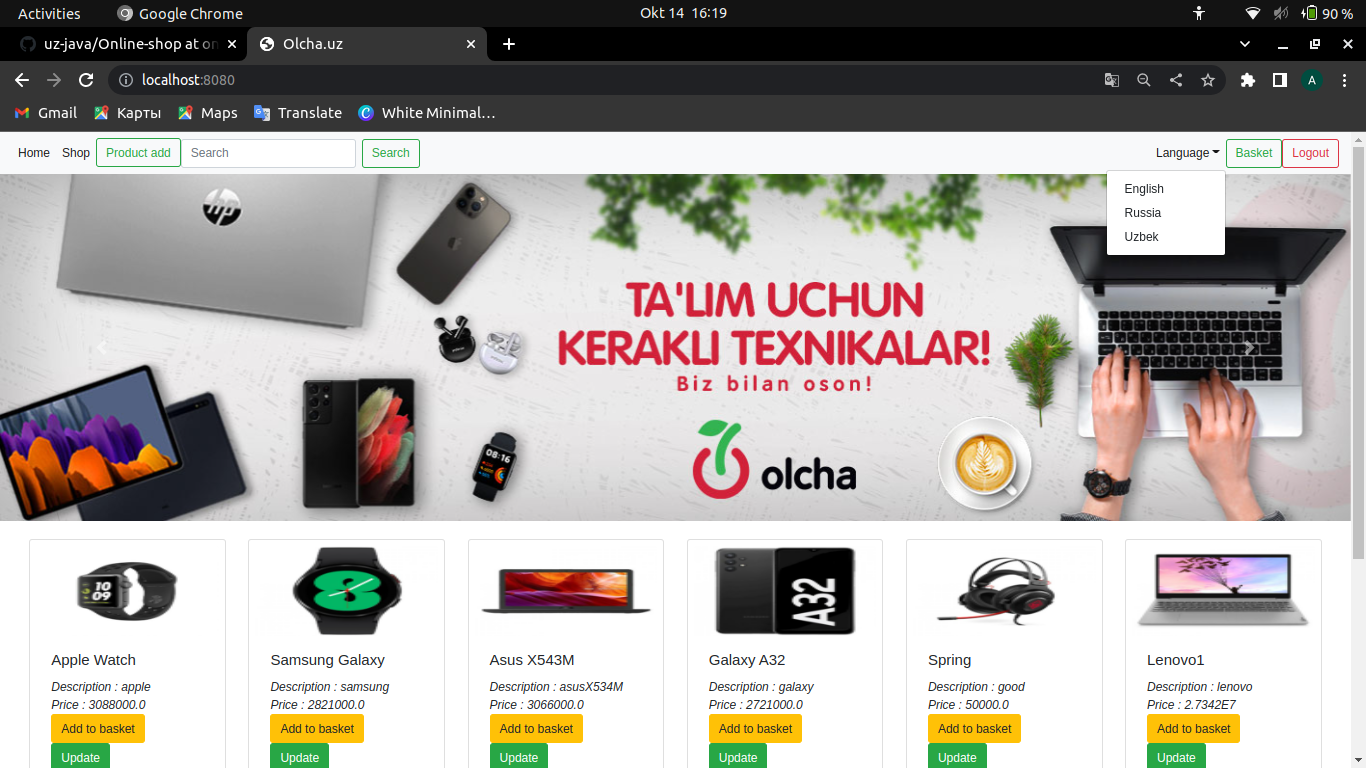 Activities Google Chrome Okt 14 16:19 90 %
uz-java/Online-shop at on Olcha.uz
localhost:8080 A
Gmail Карты Maps Translate White Minimal…
Home Shop Product add Search Search Language Basket Logout
English
Russia
Uzbek
hp
TA'LIM UCHUN
KERAKLI TEXNIKALAR!
Biz bilan oson!
08:16
olcha
10:09
A32
Apple Watch Samsung Galaxy Asus X543M Galaxy A32 Spring Lenovo1
Description : apple Description : samsung Description : asusX534M Description : galaxy Description : good Description : lenovo
Price : 3088000.0 Price : 2821000.0 Price : 3066000.0 Price : 2721000.0 Price : 50000.0 Price : 2.7342E7
Add to basket Add to basket Add to basket Add to basket Add to basket Add to basket
Update Update Update Update Update Update